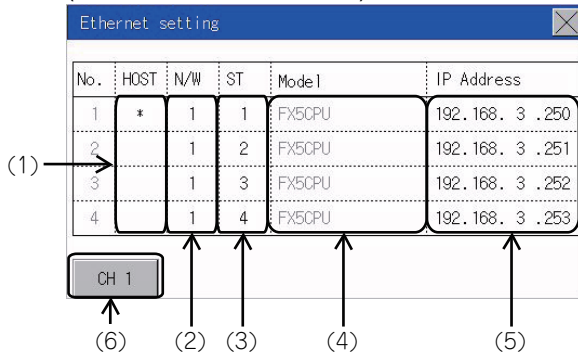 Ethernet setting
No. HOST N/W ST Model IP Address
1 * 1 1 FX5CPU 192.168. 3 .250
2 1 2 FX5CPU 192.168. 3 .251
3 1 3 FX5CPU 192.168. 3 .252
4 1 4 FX5CPU 192.168. 3 .253
(1)
CH 1
(6) (2) (3) (4) (5)